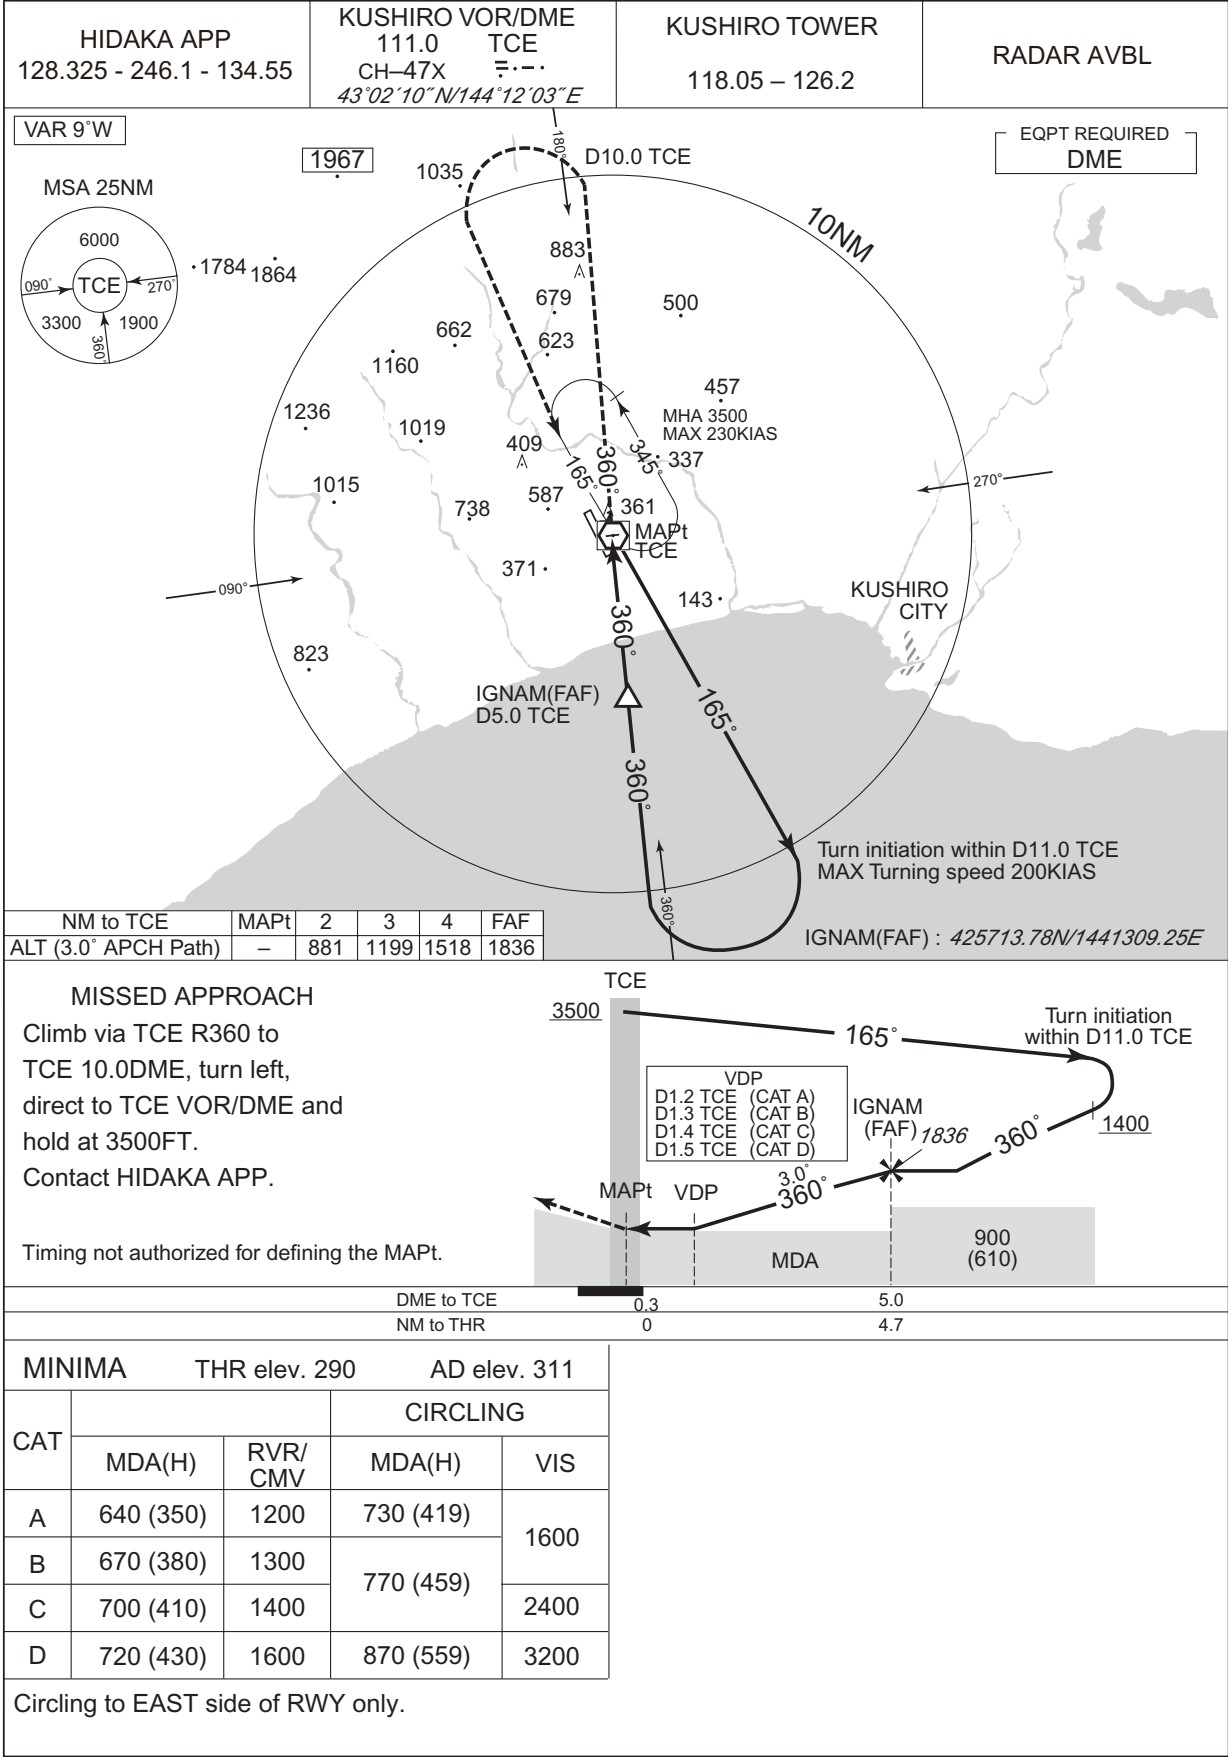 HIDAKA APP
128.325 - 246.1 - 134.55
KUSHIRO VOR/DME
111.0 TCE
CH–47X
43°02´10˝N/144°12´03˝E
KUSHIRO TOWER
118.05 – 126.2
RADAR AVBL
VAR 9°W
EQPT REQUIRED
DME
MSA 25NM
6000
TCE
090°
270°
3300
1900
360°
1967
1035
180°
D10.0 TCE
10NM
1784
1864
883
679
500
662
623
1160
457
MHA 3500
MAX 230KIAS
1236
1019
409
345°
337
165°
360°
1015
587
361
738
MAPt
TCE
371
270°
090°
143
KUSHIRO
CITY
360°
823
IGNAM(FAF)
D5.0 TCE
165°
360°
Turn initiation within D11.0 TCE
MAX Turning speed 200KIAS
360°
IGNAM(FAF) : 425713.78N/1441309.25E
NM to TCE MAPt 2 3 4 FAF
ALT (3.0° APCH Path) – 881 1199 1518 1836
MISSED APPROACH
Climb via TCE R360 to
TCE 10.0DME, turn left,
direct to TCE VOR/DME and
hold at 3500FT.
Contact HIDAKA APP.
Timing not authorized for defining the MAPt.
TCE
3500
165°
Turn initiation
within D11.0 TCE
VDP
D1.2 TCE (CAT A)
D1.3 TCE (CAT B)
D1.4 TCE (CAT C)
D1.5 TCE (CAT D)
IGNAM
(FAF)
1836
360°
1400
3.0°
360°
MAPt
VDP
MDA
900
(610)
DME to TCE 0.3 5.0
NM to THR 0 4.7
MINIMA THR elev. 290 AD elev. 311
CAT CIRCLING
MDA(H) RVR/CMV MDA(H) VIS
A 640 (350) 1200 730 (419) 1600
B 670 (380) 1300 770 (459)
C 700 (410) 1400 2400
D 720 (430) 1600 870 (559) 3200
Circling to EAST side of RWY only.